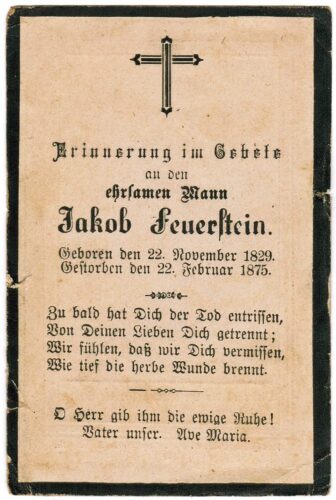 Erinnerung im Gebete
an den
ehrsamen Mann
Jakob Feuerstein.
Geboren den 22. November 1829.
Gestorben den 22. Februar 1875.
Zu bald hat Dich der Tod entrissen,
Von Deinen Lieben Dich getrennt;
Wir fühlen, daß wir Dich vermissen,
Wie tief die herbe Wunde brennt.
O Herr gib ihm die ewige Ruhe!
Vater unser. Ave Maria.